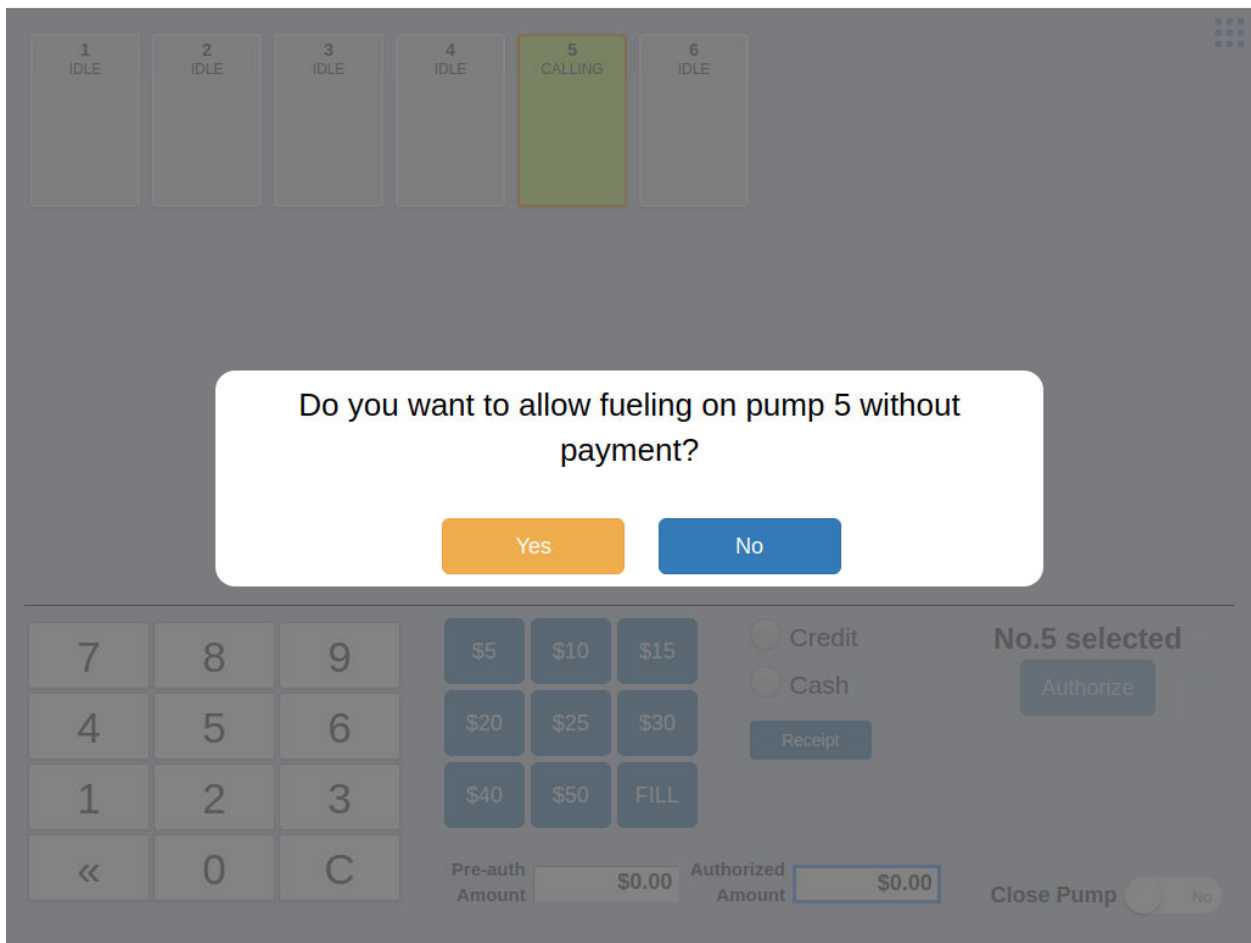 1 2 3 4 5 6
IDLE IDLE IDLE IDLE CALLING IDLE
Do you want to allow fueling on pump 5 without
payment?
Yes No
7 8 9
4 5 6
1 2 3
« 0 C
$5 $10 $15
$20 $25 $30
$40 $50 FILL
Credit
Cash
Receipt
No.5 selected
Authorize
Pre-auth
Amount
$0.00
Authorized
Amount
$0.00
Close Pump No